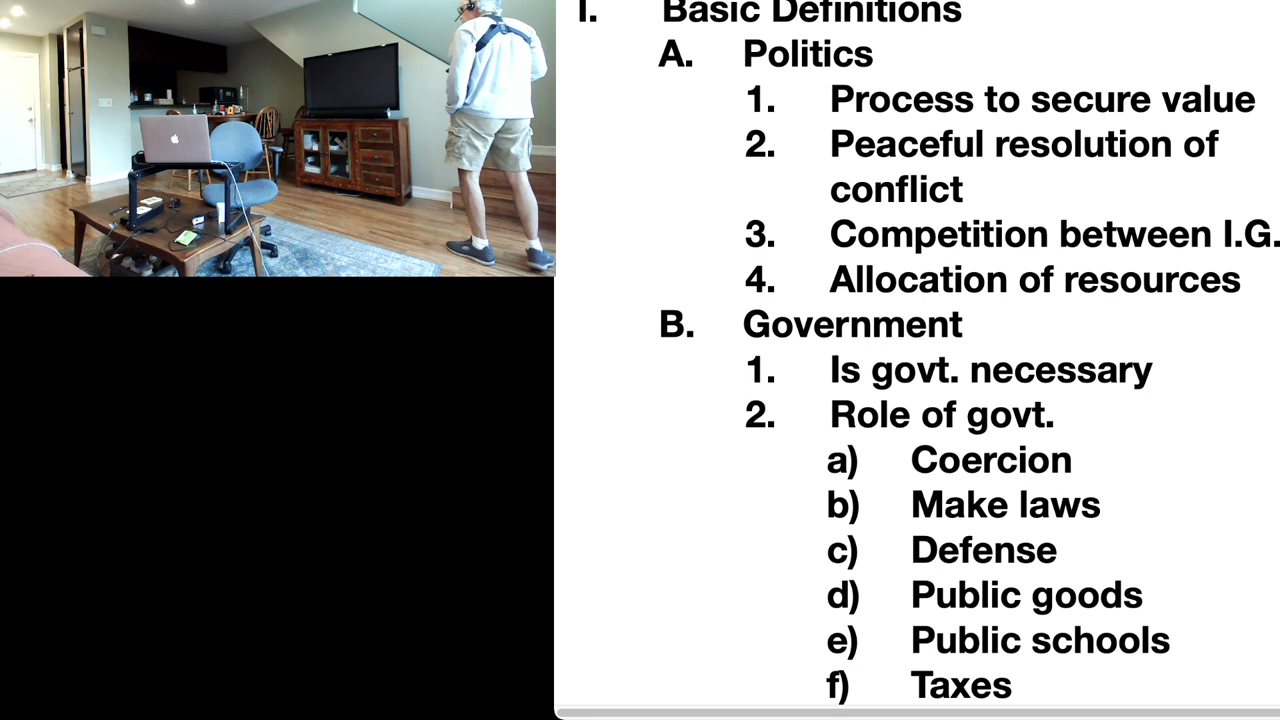 I. Basic Definitions
A. Politics
1. Process to secure value
2. Peaceful resolution of
conflict
3. Competition between I.G.
4. Allocation of resources
B. Government
1. Is govt. necessary
2. Role of govt.
a) Coercion
b) Make laws
c) Defense
d) Public goods
e) Public schools
f) Taxes